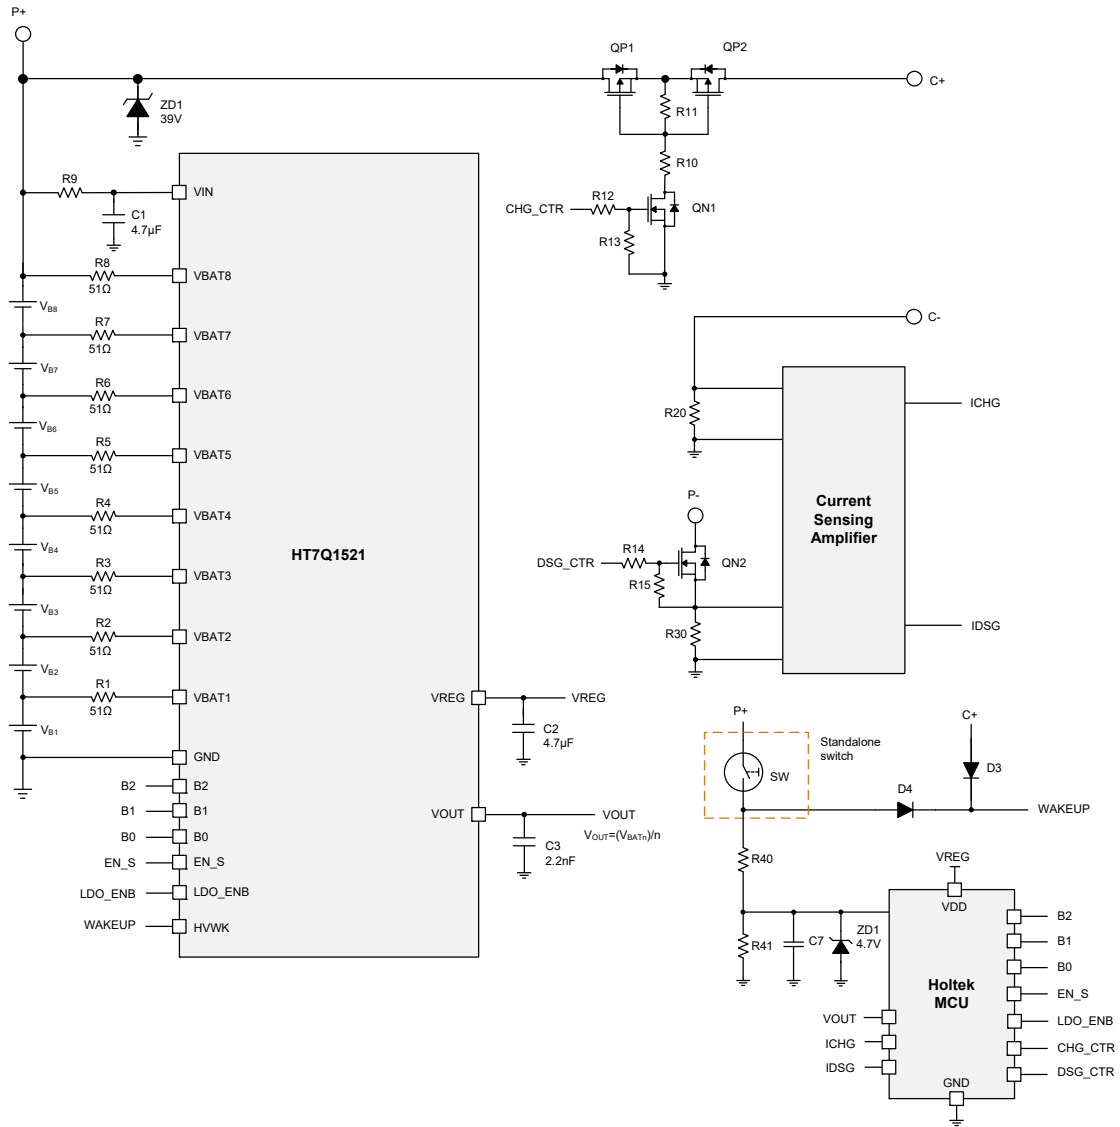 P+
QP1
QP2
C+
ZD1
39V
R11
R9
VIN
C1
4.7µF
R10
R12
CHG_CTR
QN1
R13
R8
51Ω
VBAT8
VB8
R7
51Ω
VBAT7
VB7
R6
51Ω
VBAT6
VB6
R5
51Ω
VBAT5
VB5
R4
51Ω
VBAT4
VB4
R3
51Ω
VBAT3
VB3
R2
51Ω
VBAT2
VB2
R1
51Ω
VBAT1
VB1
HT7Q1521
GND
B2
B2
B1
B1
B0
B0
EN_S
EN_S
LDO_ENB
LDO_ENB
WAKEUP
HVWK
VREG
VREG
C2
4.7µF
VOUT
VOUT
VOUT=(VBATn)/n
C3
2.2nF
C-
R20
ICHG
Current
Sensing
Amplifier
P-
R14
DSG_CTR
QN2
R15
R30
IDSG
P+
Standalone
switch
SW
C+
D3
D4
WAKEUP
R40
R41
C7
ZD1
4.7V
VREG
VDD
Holtek
MCU
B2
B1
B0
EN_S
LDO_ENB
CHG_CTR
DSG_CTR
VOUT
ICHG
IDSG
GND